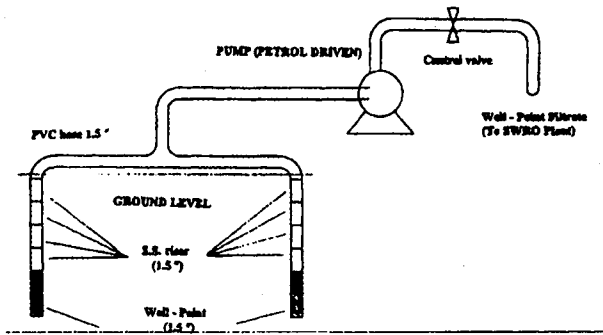 PUMP (PETROL DRIVEN)
Control valve
Well - Point Filtrate
(To SWRO Plant)
PVC hose 1.5 "
GROUND LEVEL
S.S. riser
(1.5 ")
Well - Point
(1.5 ")